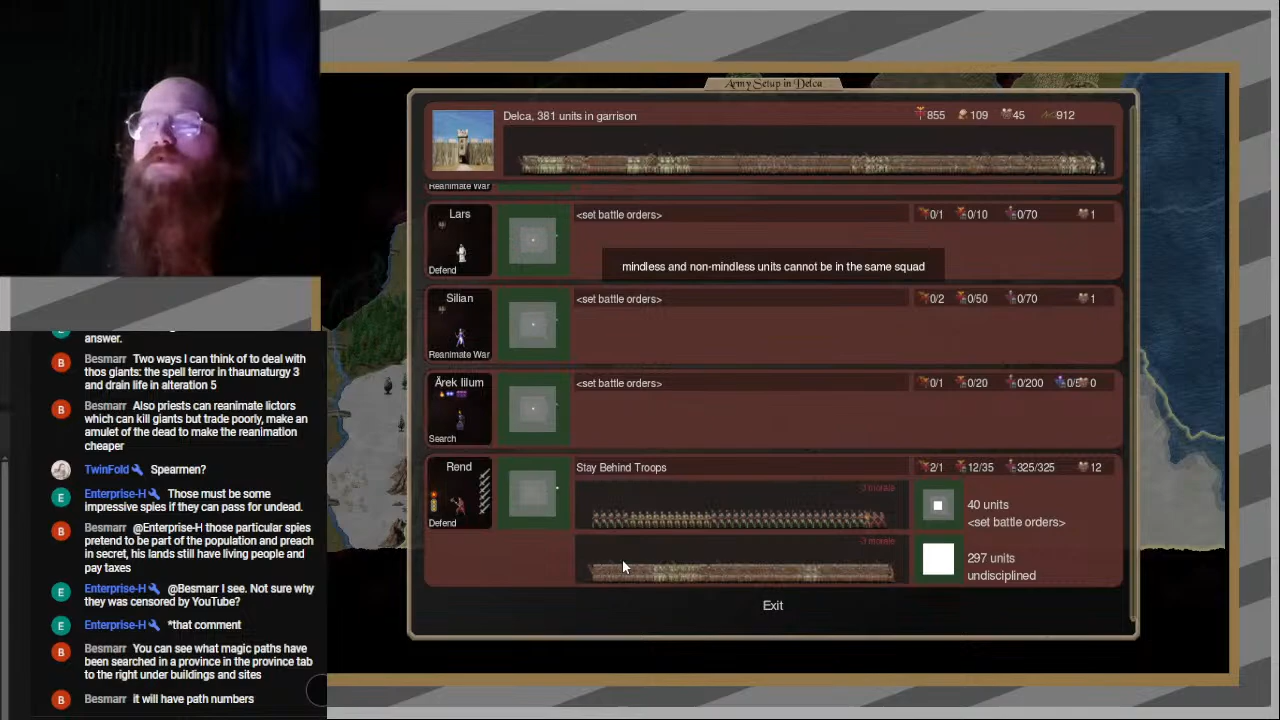 Army Setup in Delca
Delca, 381 units in garrison
855
109
45
912
Reanimate War
Lars
Defend
<set battle orders>
0/1
0/10
0/70
1
mindless and non-mindless units cannot be in the same squad
Silian
Reanimate War
<set battle orders>
0/2
0/50
0/70
1
Ärek Iilum
Search
<set battle orders>
0/1
0/20
0/200
0
Rend
Defend
Stay Behind Troops
2/1
12/35
325/325
12
3 morale
40 units
<set battle orders>
3 morale
297 units
undisciplined
Exit
E
answer.
B
Besmarr Two ways I can think of to deal with
thos giants: the spell terror in thaumaturgy 3
and drain life in alteration 5
B
Besmarr Also priests can reanimate lictors
which can kill giants but trade poorly, make an
amulet of the dead to make the reanimation
cheaper
TwinFold Spearmen?
E
Enterprise-H Those must be some
impressive spies if they can pass for undead.
B
Besmarr @Enterprise-H those particular spies
pretend to be part of the population and preach
in secret, his lands still have living people and
pay taxes
E
Enterprise-H @Besmarr I see. Not sure why
they was censored by YouTube?
E
Enterprise-H *that comment
B
Besmarr You can see what magic paths have
been searched in a province in the province tab
to the right under buildings and sites
B
Besmarr it will have path numbers